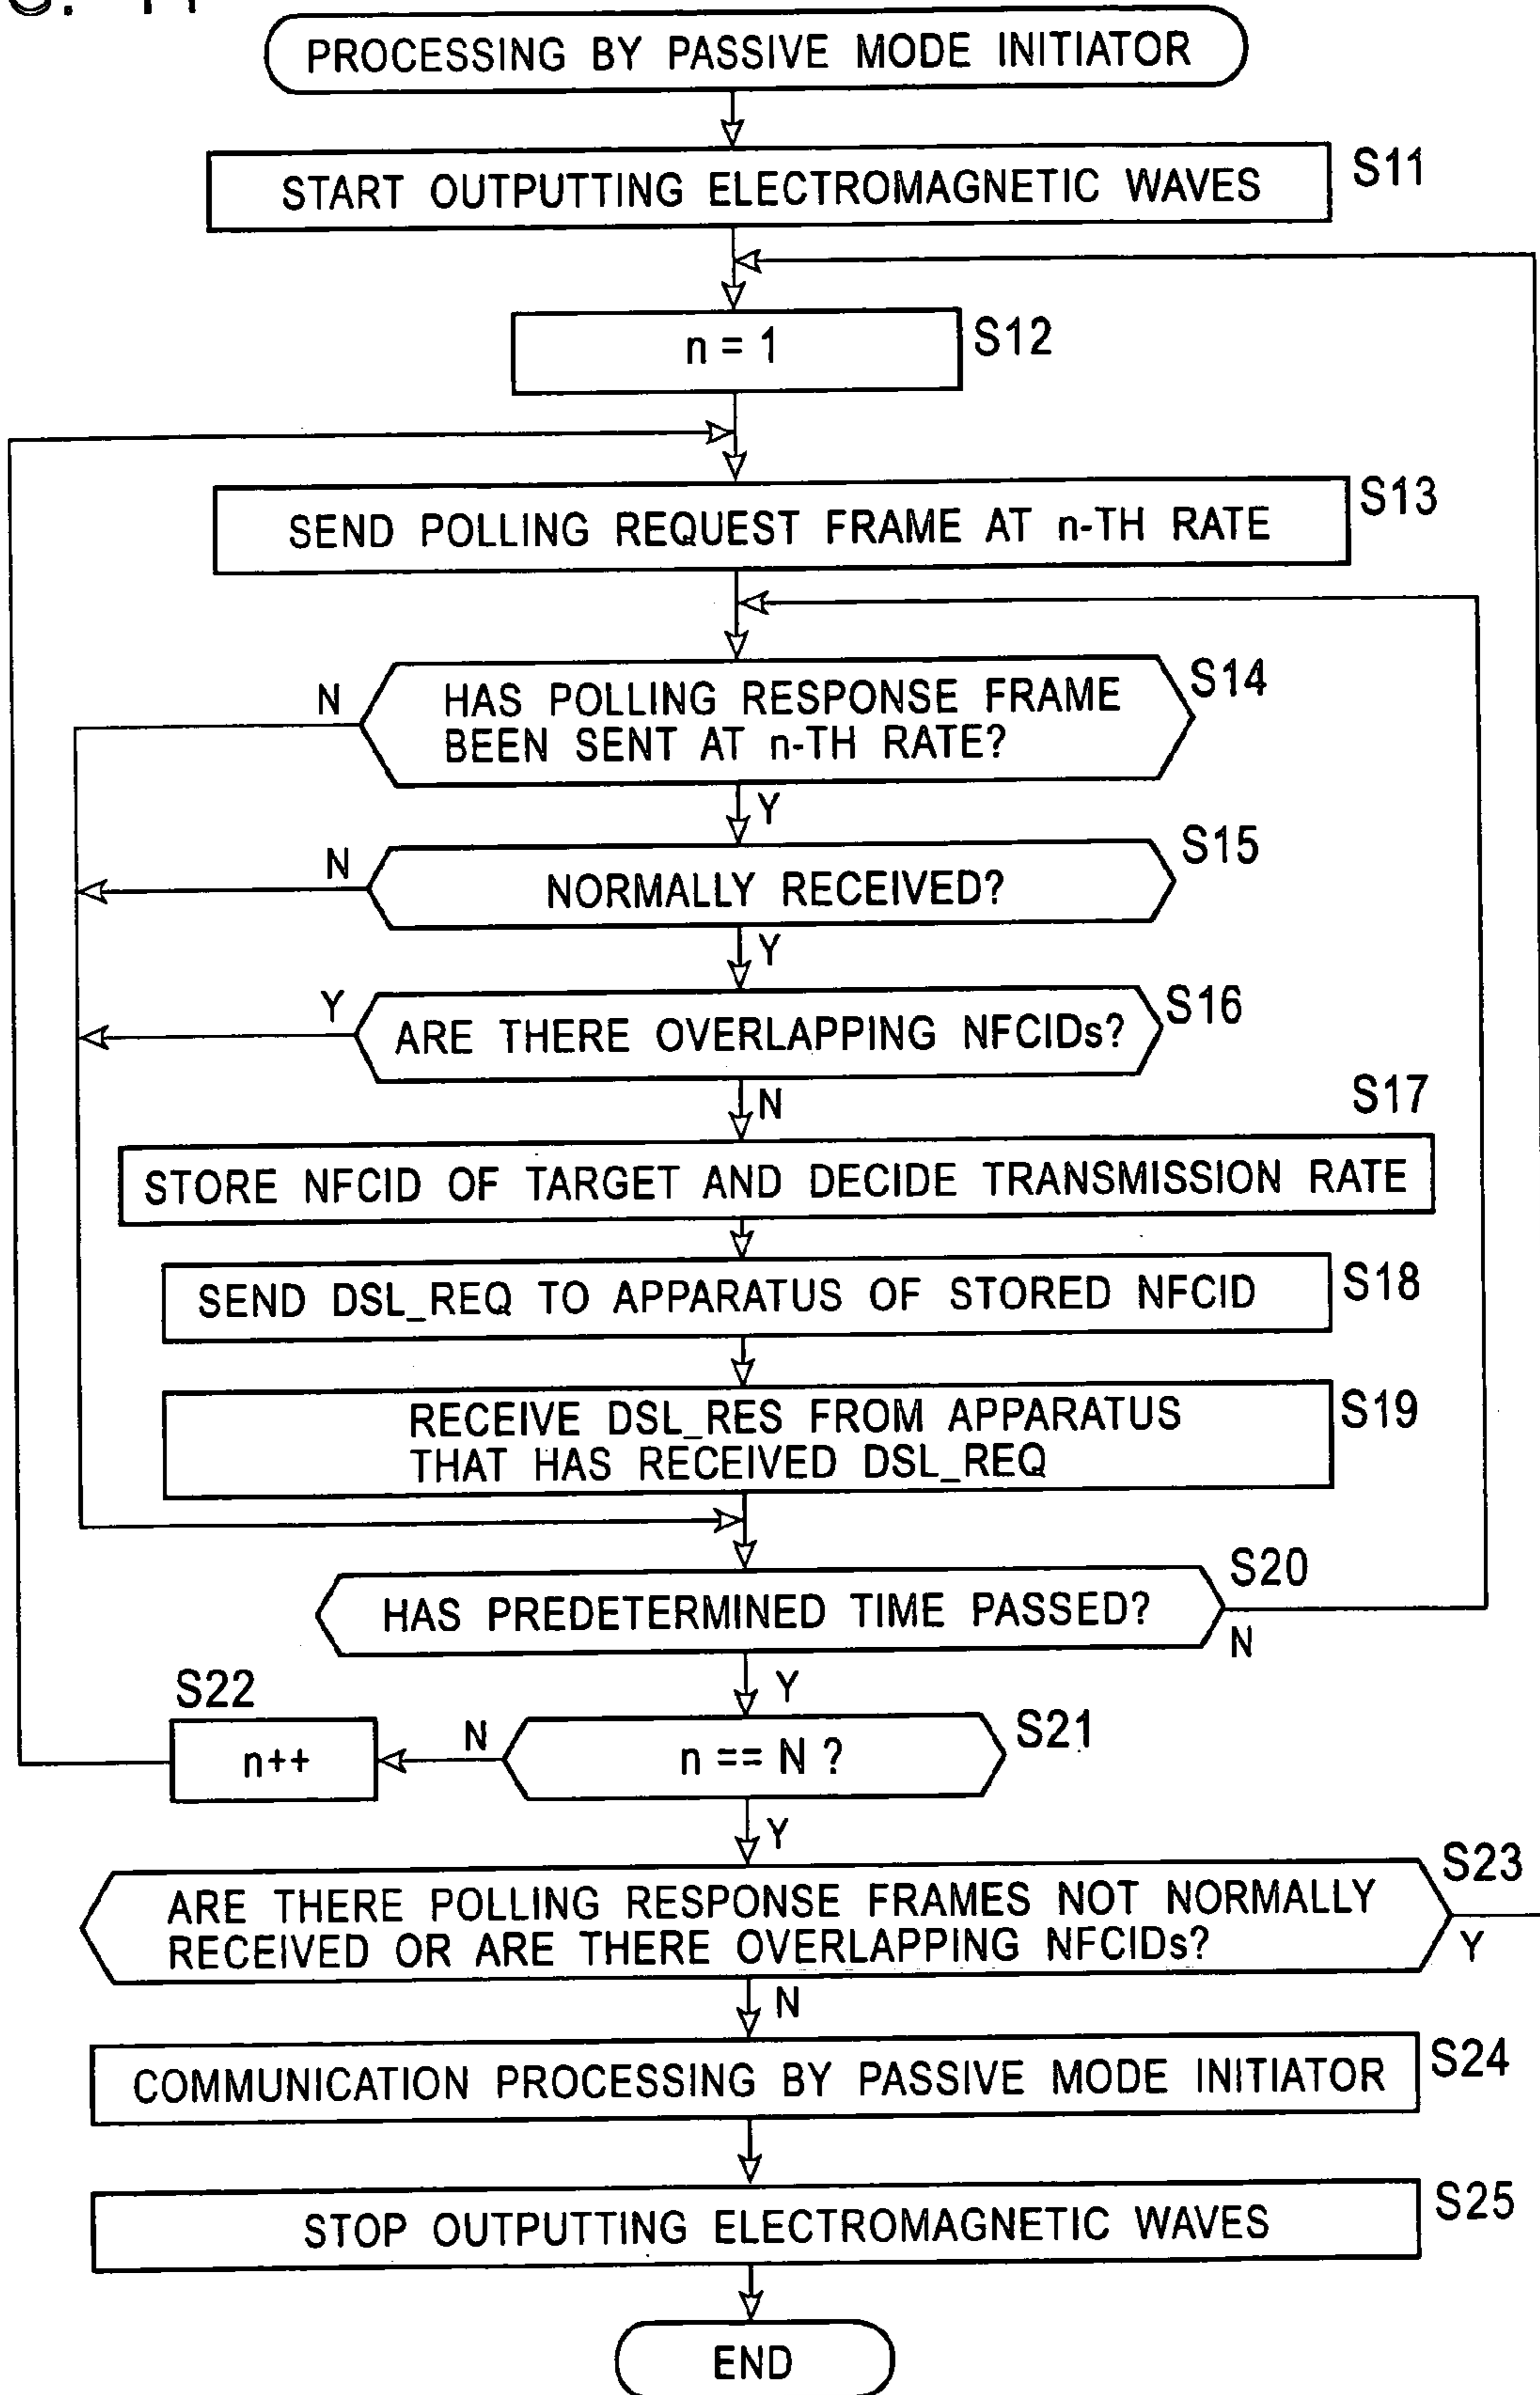 PROCESSING BY PASSIVE MODE INITIATOR
START OUTPUTTING ELECTROMAGNETIC WAVES
S11
n = 1
S12
SEND POLLING REQUEST FRAME AT n-TH RATE
S13
HAS POLLING RESPONSE FRAME
BEEN SENT AT n-TH RATE?
S14
N
Y
NORMALLY RECEIVED?
S15
N
Y
ARE THERE OVERLAPPING NFCIDs?
S16
Y
N
S17
STORE NFCID OF TARGET AND DECIDE TRANSMISSION RATE
SEND DSL_REQ TO APPARATUS OF STORED NFCID
S18
RECEIVE DSL_RES FROM APPARATUS
THAT HAS RECEIVED DSL_REQ
S19
HAS PREDETERMINED TIME PASSED?
S20
N
Y
S22
n++
N
n == N ?
S21
Y
ARE THERE POLLING RESPONSE FRAMES NOT NORMALLY
RECEIVED OR ARE THERE OVERLAPPING NFCIDs?
S23
Y
N
COMMUNICATION PROCESSING BY PASSIVE MODE INITIATOR
S24
STOP OUTPUTTING ELECTROMAGNETIC WAVES
S25
END